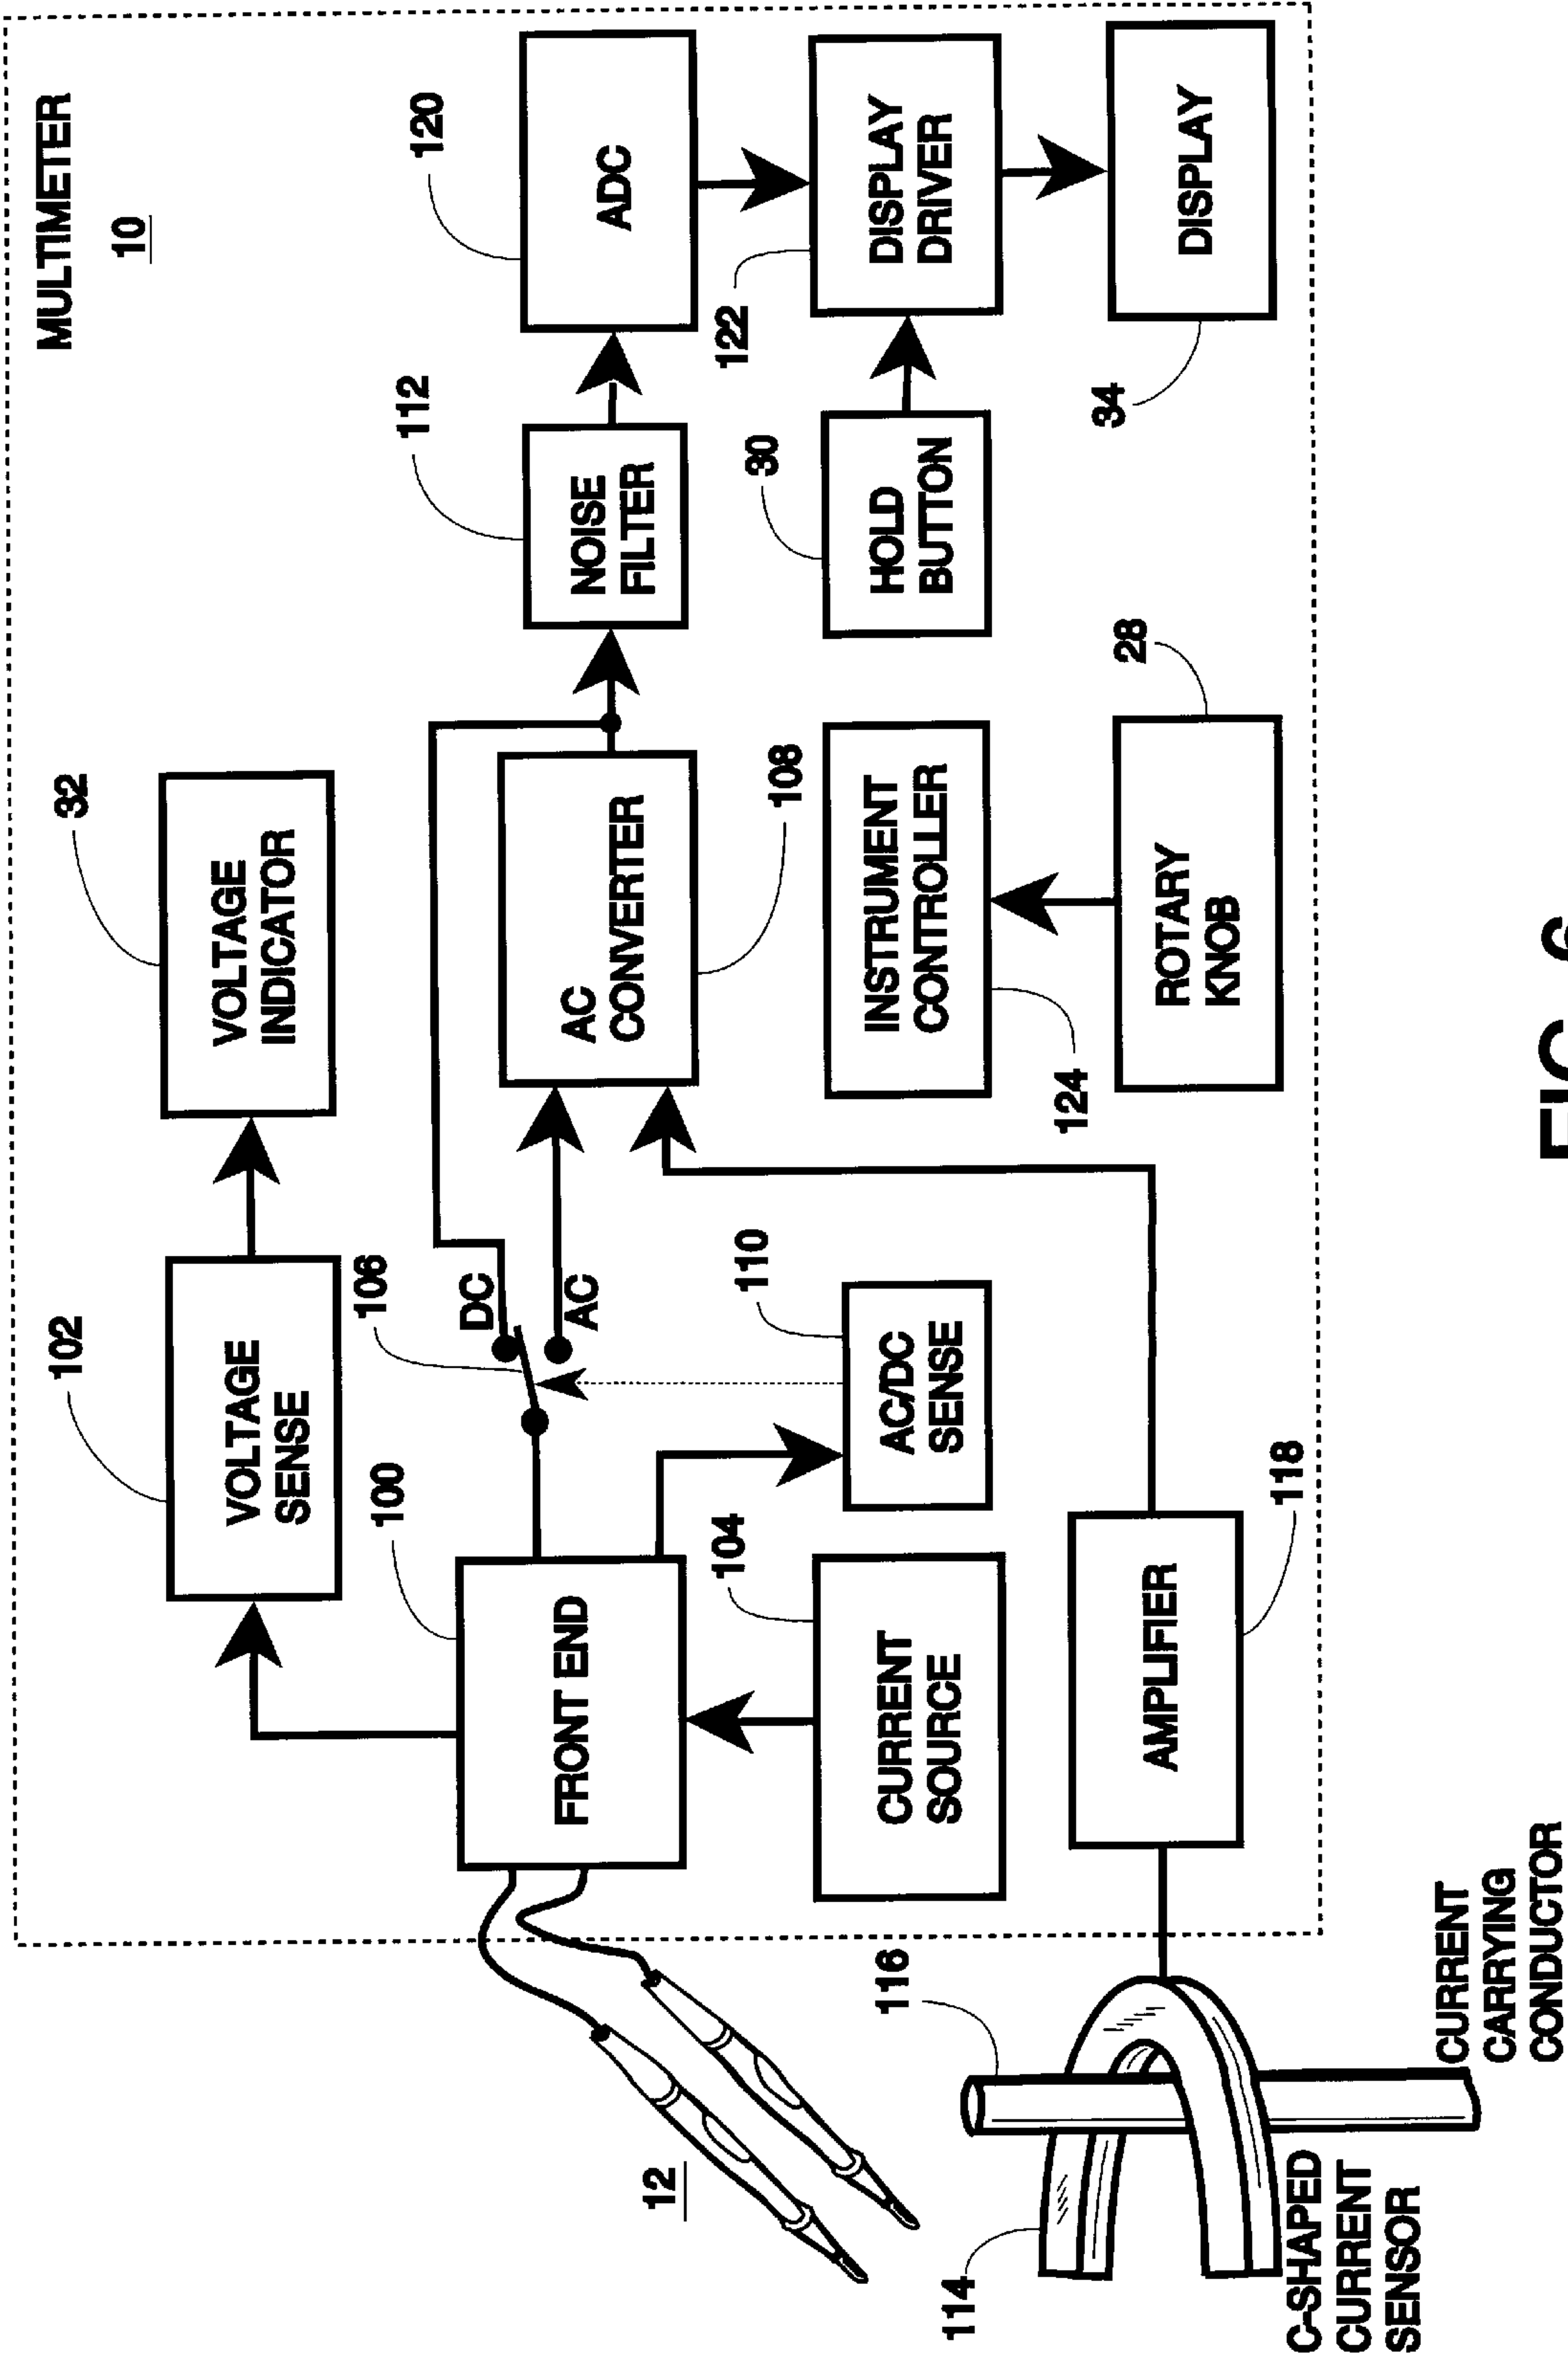 MULTIMETER
10
102
VOLTAGE
SENSE
32
VOLTAGE
INDICATOR
100
FRONT END
106
DC
AC
AC
CONVERTER
108
112
NOISE
FILTER
120
ADC
12
104
CURRENT
SOURCE
110
AC/DC
SENSE
INSTRUMENT
CONTROLLER
124
30
HOLD
BUTTON
122
DISPLAY
DRIVER
114
116
AMPLIFIER
118
ROTARY
KNOB
28
34
DISPLAY
C-SHAPED
CURRENT
SENSOR
CURRENT
CARRYING
CONDUCTOR